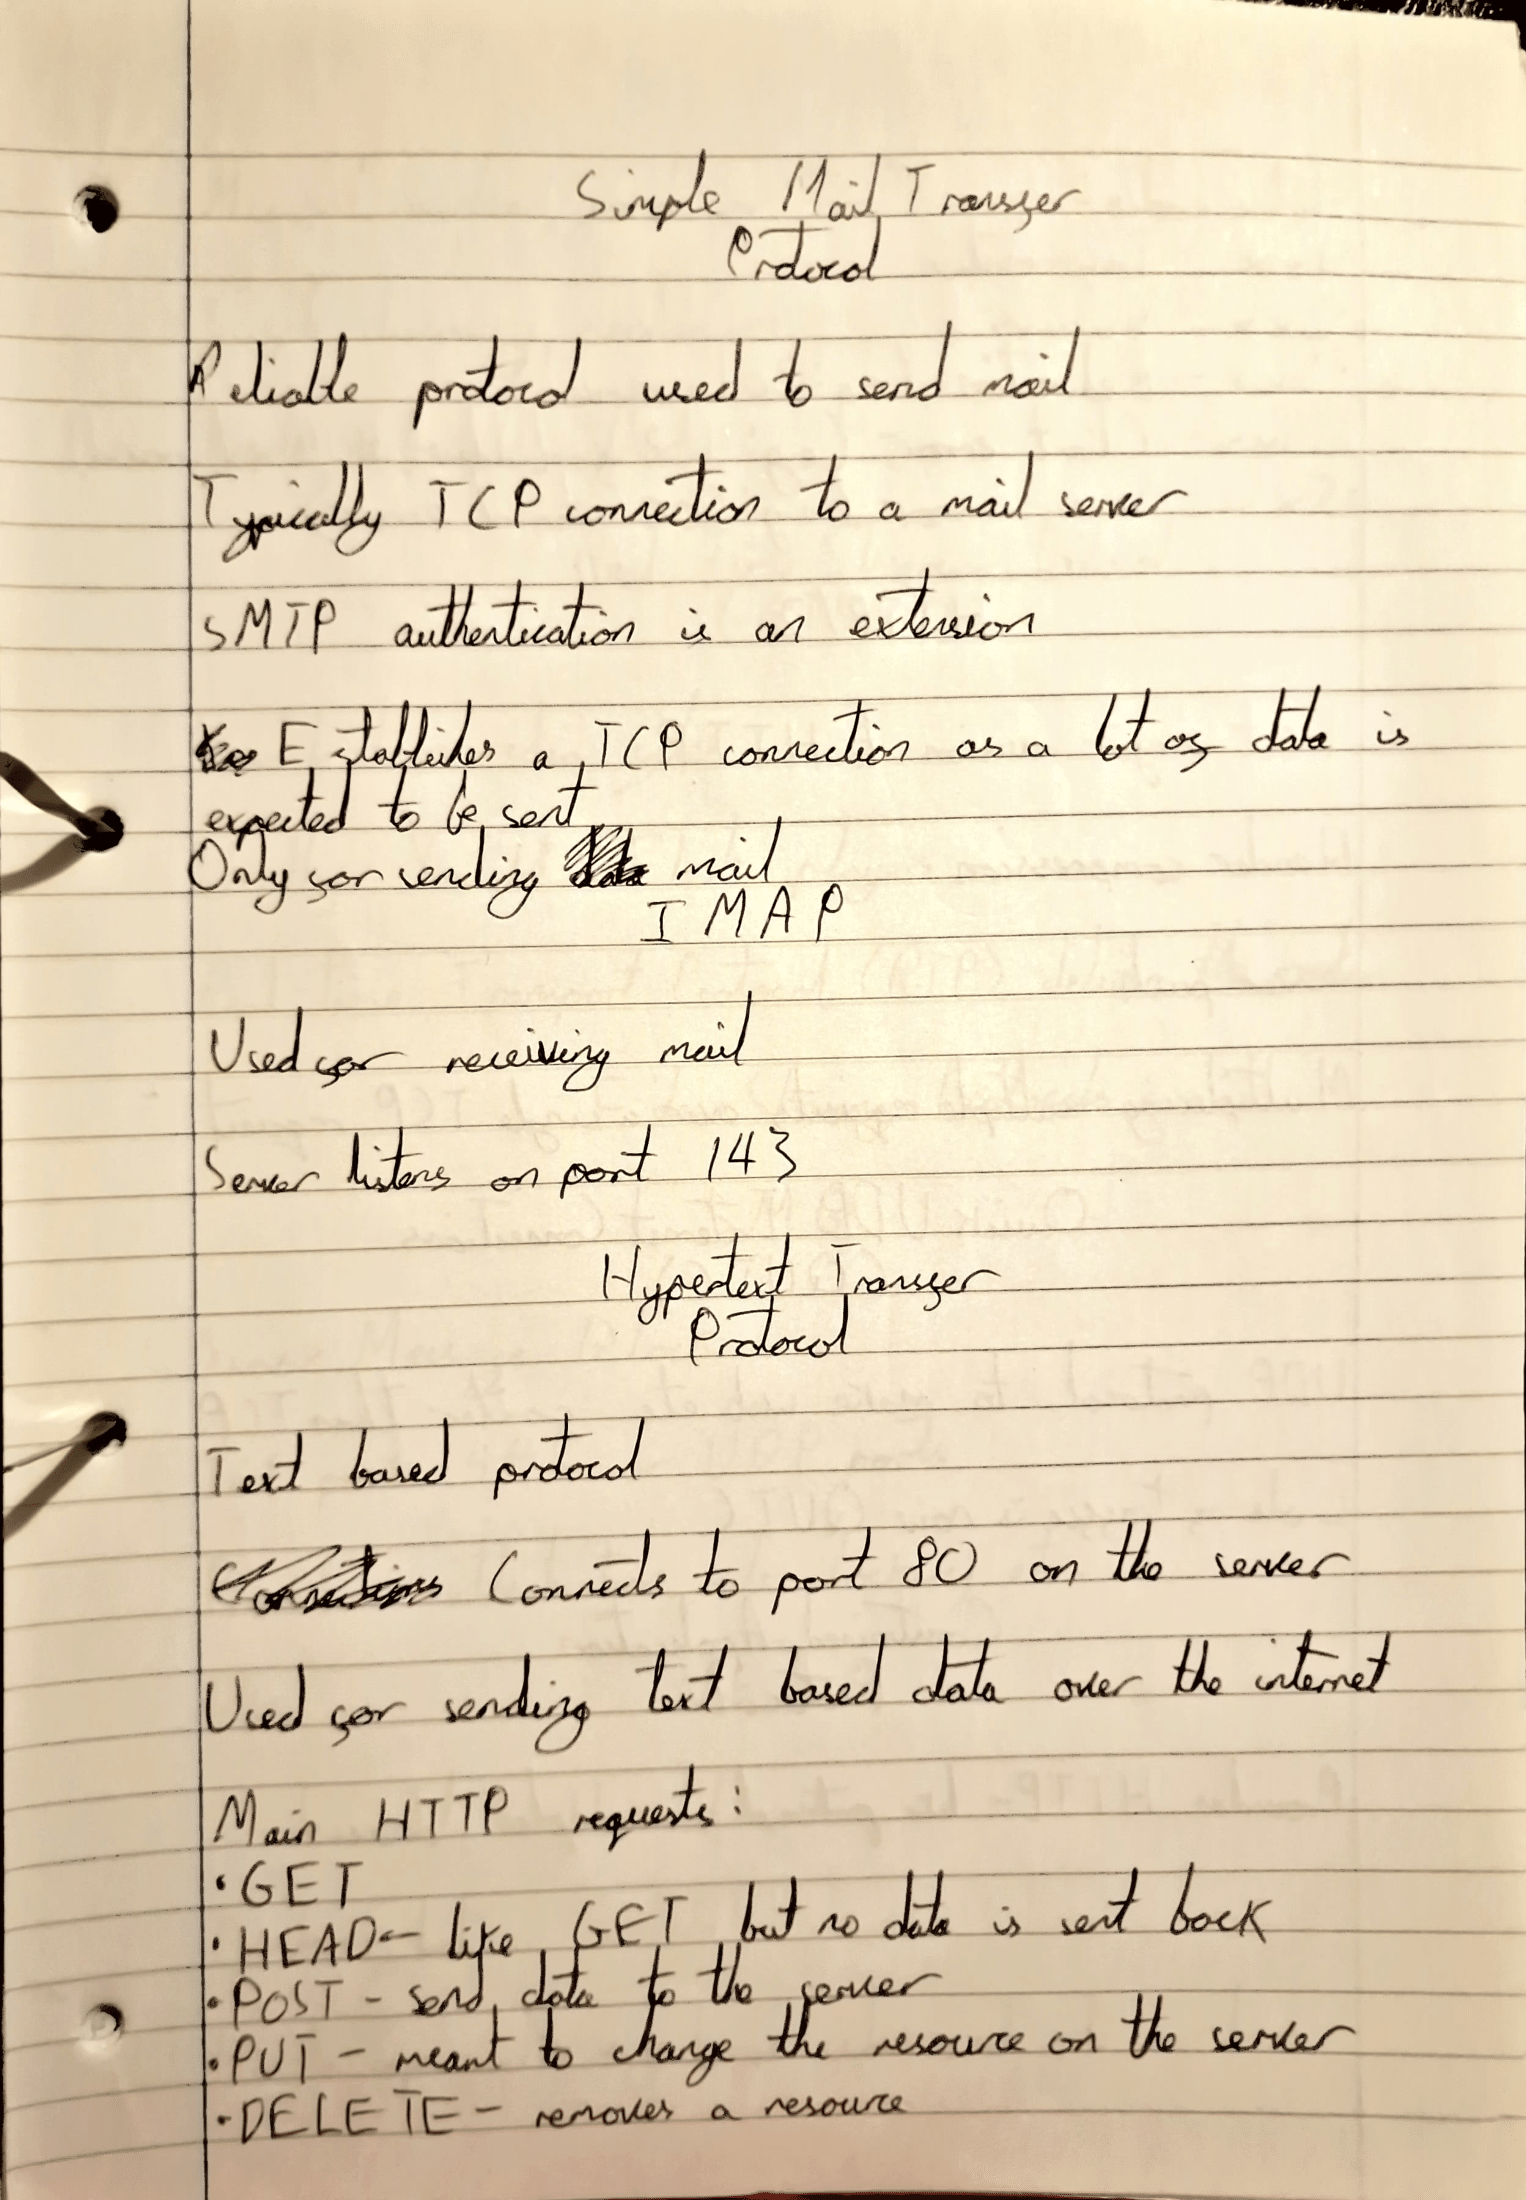 Simple Mail Transfer
Protocol
Reliable protocol used to send mail
Typically TCP connection to a mail server
SMTP authentication is an extension
Establishes a TCP connection as a lot of data is
expected to be sent
Only for sending mail
IMAP
Used for receiving mail
Server listens on port 143
Hypertext Transfer
Protocol
Text based protocol
Connects to port 80 on the server
Used for sending text based data over the internet
Main HTTP requests:
• GET
• HEAD - like GET but no data is sent back
• POST - send data to the server
• PUT - meant to change the resource on the server
• DELETE - removes a resource